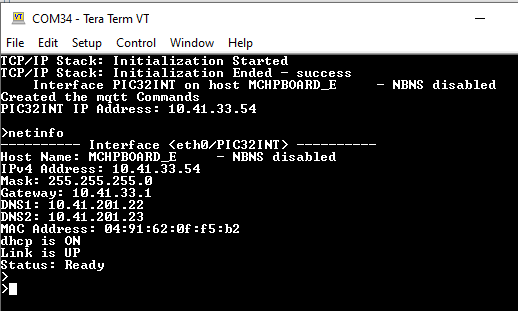 COM34 - Tera Term VT
File Edit Setup Control Window Help
TCP/IP Stack: Initialization Started
TCP/IP Stack: Initialization Ended - success
    Interface PIC32INT on host MCHPBOARD_E     - NBNS disabled
Created the mqtt Commands
PIC32INT IP Address: 10.41.33.54
>netinfo
---------- Interface <eth0/PIC32INT> ----------
Host Name: MCHPBOARD_E     - NBNS disabled
IPv4 Address: 10.41.33.54
Mask: 255.255.255.0
Gateway: 10.41.33.1
DNS1: 10.41.201.22
DNS2: 10.41.201.23
MAC Address: 04:91:62:0f:f5:b2
dhcp is ON
Link is UP
Status: Ready
>
>